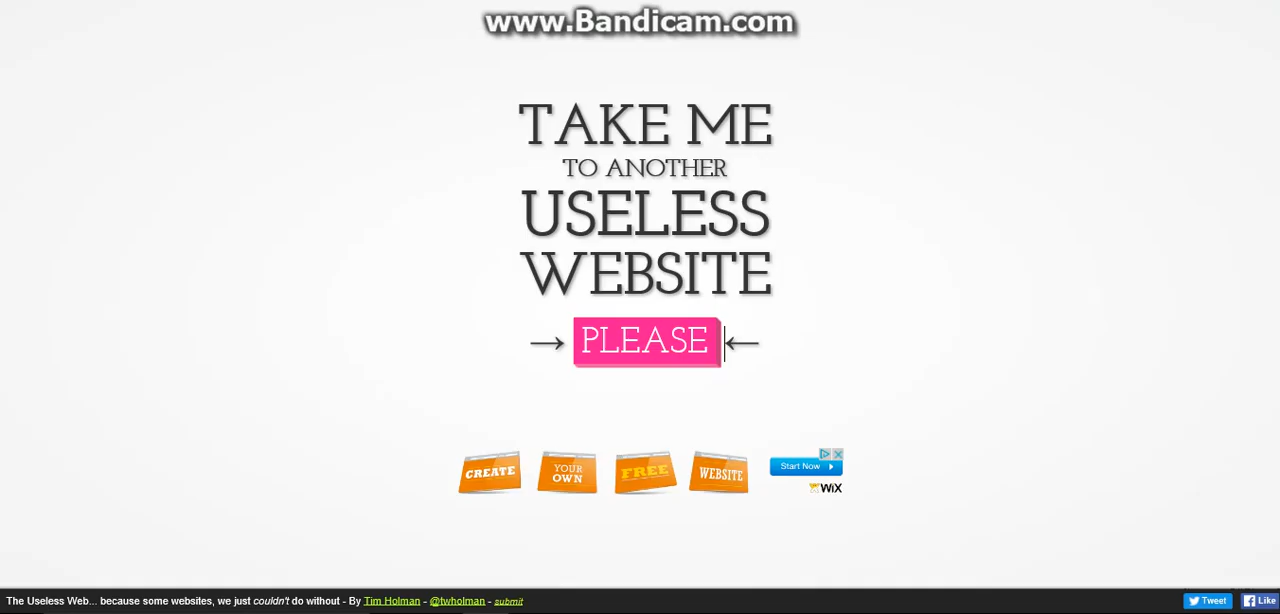 www.Bandicam.com
TAKE ME
TO ANOTHER
USELESS
WEBSITE
→ PLEASE ←
CREATE YOUR OWN FREE WEBSITE
Start Now
WiX
The Useless Web... because some websites, we just couldn't do without - By Tim Holman - @twholman - submit
Tweet Like